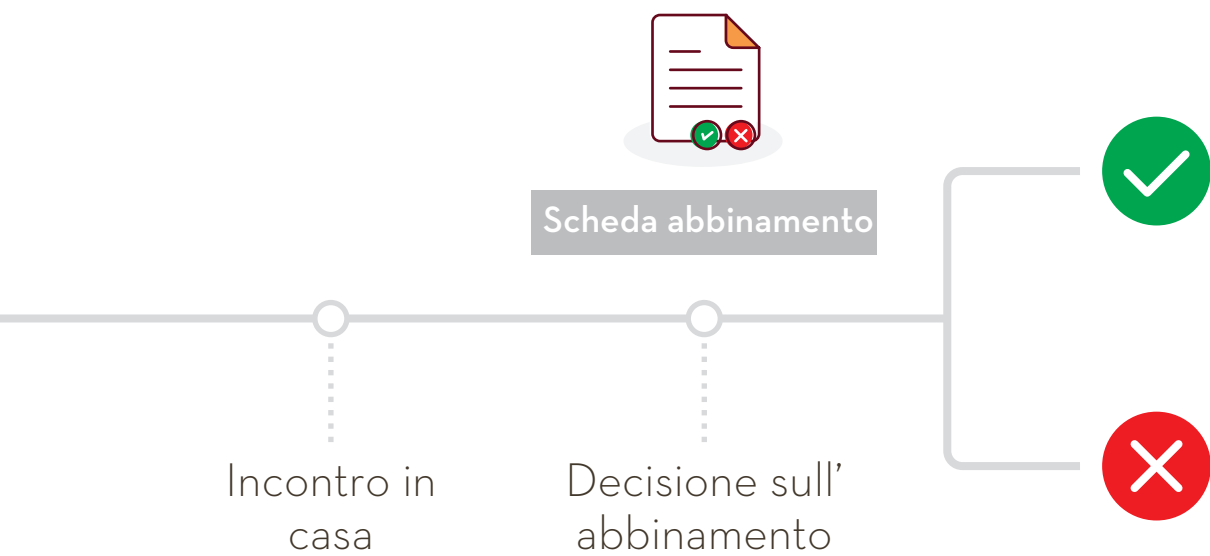 Scheda abbinamento
Incontro in
casa
Decisione sull’
abbinamento